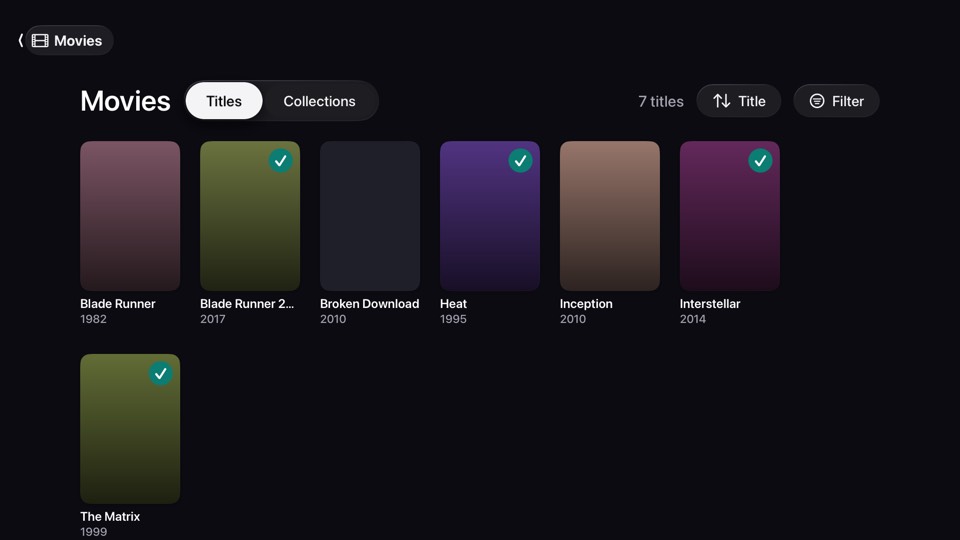 Movies
Movies
Titles
Collections
7 titles
Title
Filter
Blade Runner
1982
Blade Runner 2...
2017
Broken Download
2010
Heat
1995
Inception
2010
Interstellar
2014
The Matrix
1999